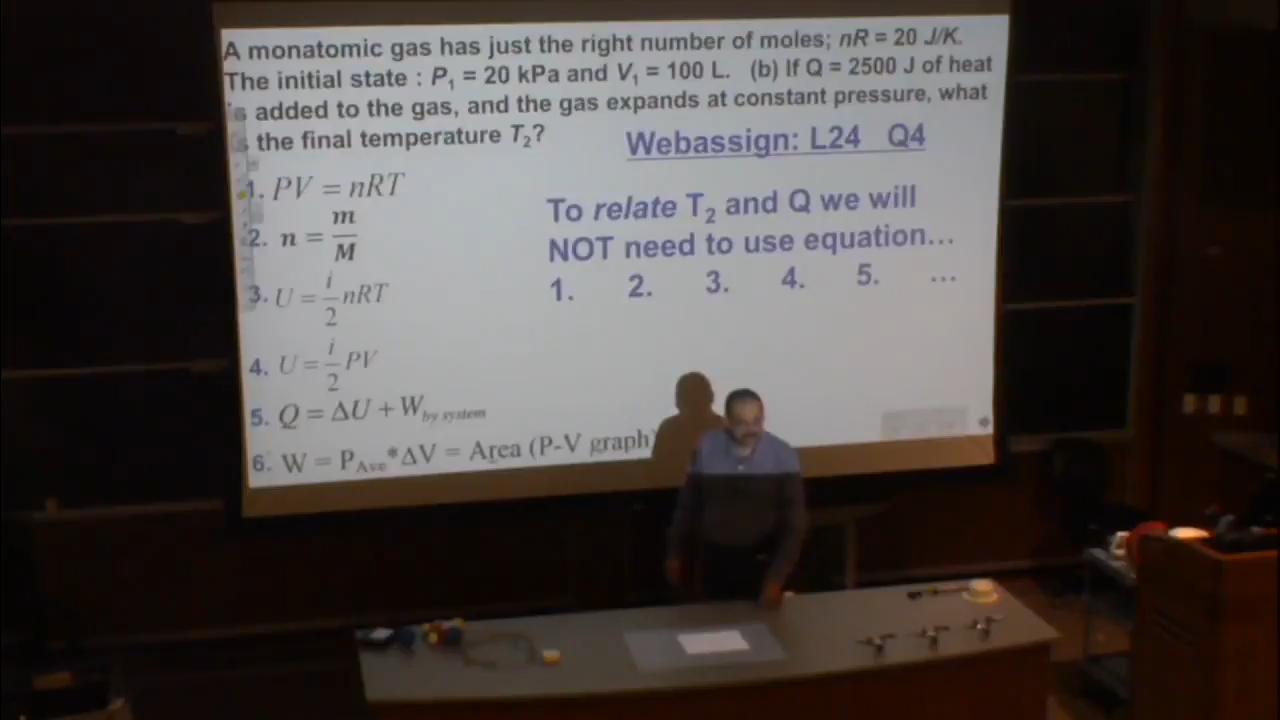 A monatomic gas has just the right number of moles; nR = 20 J/K.
The initial state : P₁ = 20 kPa and V₁ = 100 L. (b) If Q = 2500 J of heat
is added to the gas, and the gas expands at constant pressure, what
is the final temperature T₂?
Webassign: L24 Q4
1. PV = nRT
2. n = m/M
3. U = i/2 nRT
4. U = i/2 PV
5. Q = ΔU + W by system
6. W = P Ave * ΔV = Area (P-V graph)
To relate T₂ and Q we will
NOT need to use equation...
1. 2. 3. 4. 5. ...